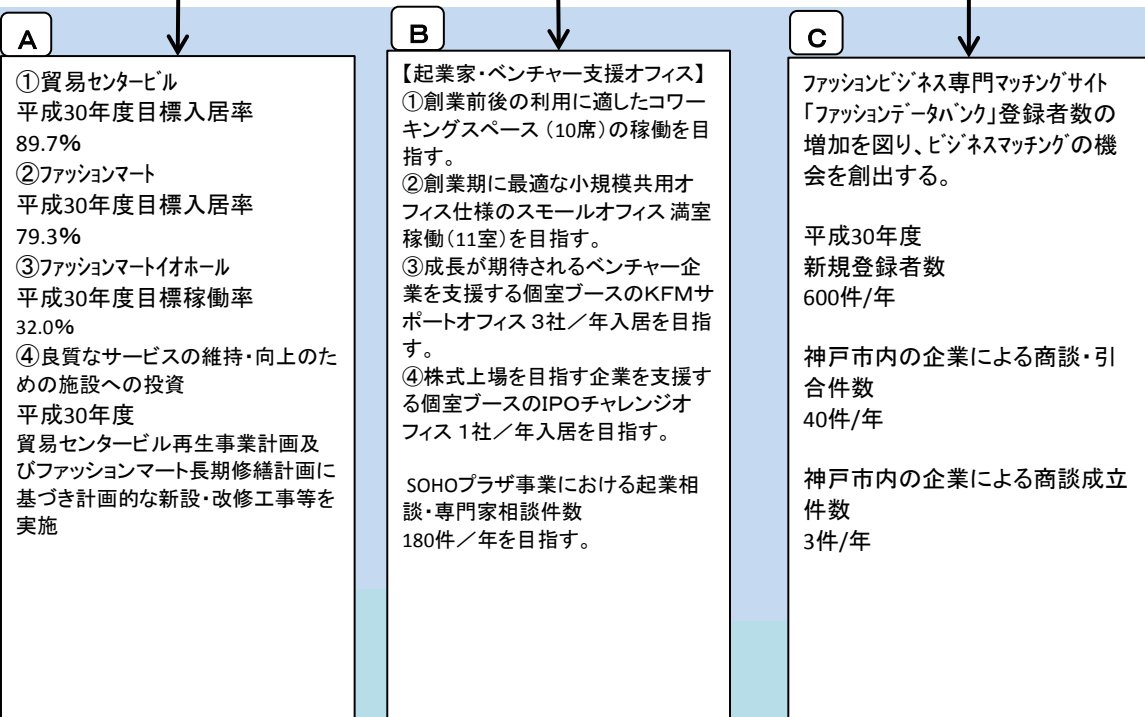 A
①貿易センタービル
平成30年度目標入居率
89.7%
②ファッションマート
平成30年度目標入居率
79.3%
③ファッションマートイオホール
平成30年度目標稼働率
32.0%
④良質なサービスの維持・向上のた
めの施設への投資
平成30年度
貿易センタービル再生事業計画及
びファッションマート長期修繕計画に
基づき計画的な新設・改修工事等を
実施
B
【起業家・ベンチャー支援オフィス】
①創業前後の利用に適したコワー
キングスペース（10席）の稼働を目
指す。
②創業期に最適な小規模共用オ
フィス仕様のスモールオフィス 満室
稼働（11室）を目指す。
③成長が期待されるベンチャー企
業を支援する個室ブースのKFMサ
ポートオフィス ３社／年入居を目指
す。
④株式上場を目指す企業を支援す
る個室ブースのIPOチャレンジオ
フィス １社／年入居を目指す。
SOHOプラザ事業における起業相
談・専門家相談件数
180件／年を目指す。
C
ﾌｧｯｼｮﾝﾋﾞｼﾞﾈｽ専門ﾏｯﾁﾝｸﾞｻｲﾄ
｢ﾌｧｯｼｮﾝﾃﾞｰﾀﾊﾞﾝｸ｣登録者数の
増加を図り、ﾋﾞｼﾞﾈｽﾏｯﾁﾝｸﾞの機
会を創出する。
平成30年度
新規登録者数
600件/年
神戸市内の企業による商談・引
合件数
40件/年
神戸市内の企業による商談成立
件数
3件/年